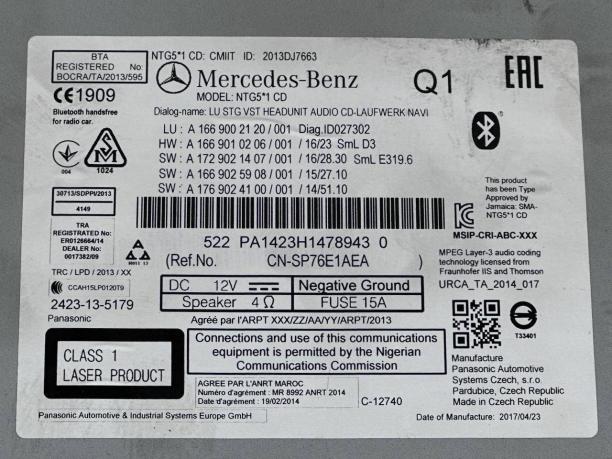 BTA
REGISTERED No:
BOCRA/TA/2013/595
NTG5*1 CD: CMIIT ID: 2013DJ7663
Mercedes-Benz
MODEL: NTG5*1 CD
Q1
EAC
CE1909
Bluetooth handsfree
for radio car.
Dialog-name: LU STG VST HEADUNIT AUDIO CD-LAUFWERK NAVI
LU : A 166 900 21 20 / 001 Diag.ID027302
HW : A 166 901 02 06 / 001 / 16/23 SmL D3
SW : A 172 902 14 07 / 001 / 16/28.30 SmL E319.6
SW : A 166 902 59 08 / 001 / 15/27.10
SW : A 176 902 41 00 / 001 / 14/51.10
004
1024
30713/SDPPI/2013
4149
This product
has been Type
Approved by
Jamaica: SMA-
NTG5*1 CD
TRA
REGISTERED No:
ER0126664/14
DEALER No:
0017382/09
522 PA1423H1478943 0
(Ref.No. CN-SP76E1AEA )
MSIP-CRI-ABC-XXX
MPEG Layer-3 audio coding
technology licensed from
Fraunhofer IIS and Thomson
URCA_TA_2014_017
TRC / LPD / 2013 / XX
CCAH15LP0120T9
2423-13-5179
Panasonic
DC 12V
Negative Ground
Speaker 4 Ω
FUSE 15A
Agréé par l'ARPT XXX/ZZ/AA/YY/ARPT/2013
T33401
CLASS 1
LASER PRODUCT
Connections and use of this communications
equipment is permitted by the Nigerian
Communications Commission
Manufacture
Panasonic Automotive
Systems Czech, s.r.o.
Pardubice, Czech Republic
Made in Czech Republic
AGREE PAR L'ANRT MAROC
Numéro d'agrément : MR 8992 ANRT 2014
Date d'agrément : 19/02/2014
C-12740
Panasonic Automotive & Industrial Systems Europe GmbH
Date of Manufacture: 2017/04/23